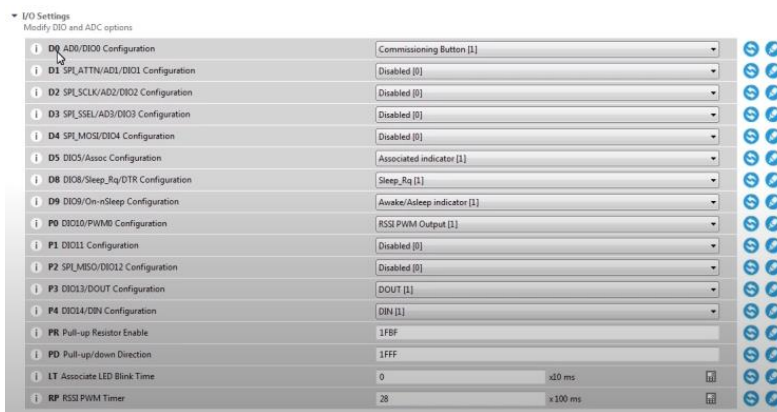 I/O Settings
Modify DIO and ADC options
i D0 AD0/DIO0 Configuration Commissioning Button [1]
i D1 SPI_ATTN/AD1/DIO1 Configuration Disabled [0]
i D2 SPI_SCLK/AD2/DIO2 Configuration Disabled [0]
i D3 SPI_SSEL/AD3/DIO3 Configuration Disabled [0]
i D4 SPI_MOSI/DIO4 Configuration Disabled [0]
i D5 DIO5/Assoc Configuration Associated indicator [1]
i D8 DIO8/Sleep_Rq/DTR Configuration Sleep_Rq [1]
i D9 DIO9/On-nSleep Configuration Awake/Asleep indicator [1]
i P0 DIO10/PWM0 Configuration RSSI PWM Output [1]
i P1 DIO11 Configuration Disabled [0]
i P2 SPI_MISO/DIO12 Configuration Disabled [0]
i P3 DIO13/DOUT Configuration DOUT [1]
i P4 DIO14/DIN Configuration DIN [1]
i PR Pull-up Resistor Enable 1FBF
i PD Pull-up/down Direction 1FFF
i LT Associate LED Blink Time 0 x10 ms
i RP RSSI PWM Timer 28 x100 ms